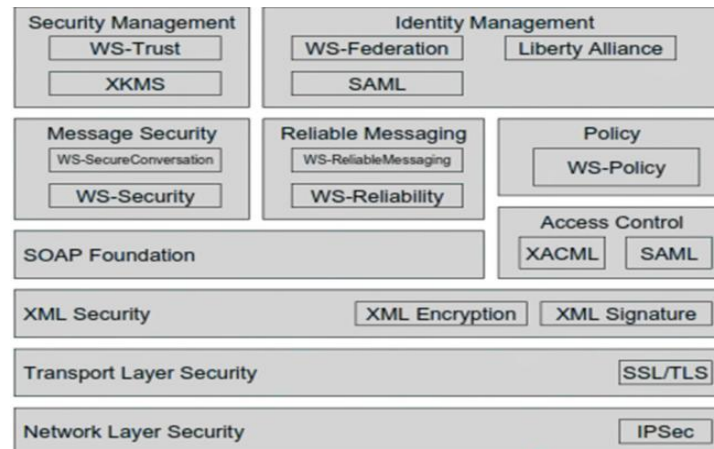 Security Management
WS-Trust
XKMS
Identity Management
WS-Federation
Liberty Alliance
SAML
Message Security
WS-SecureConversation
WS-Security
Reliable Messaging
WS-ReliableMessaging
WS-Reliability
Policy
WS-Policy
Access Control
XACML
SAML
SOAP Foundation
XML Security
XML Encryption
XML Signature
Transport Layer Security
SSL/TLS
Network Layer Security
IPSec